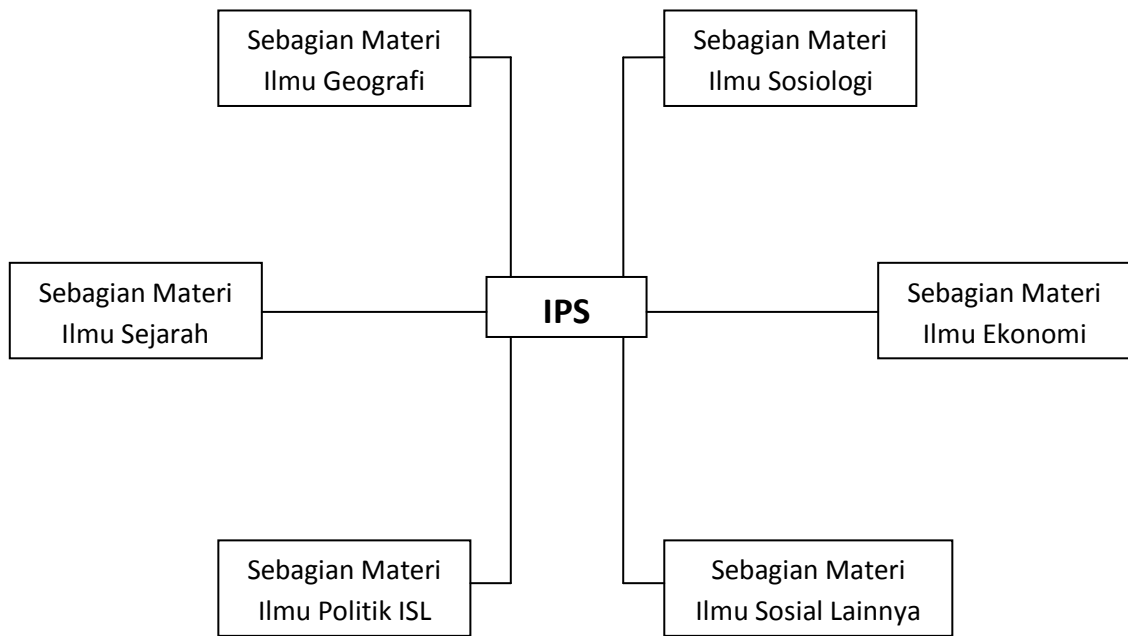 Sebagian Materi
Ilmu Geografi
Sebagian Materi
Ilmu Sosiologi
Sebagian Materi
Ilmu Sejarah
IPS
Sebagian Materi
Ilmu Ekonomi
Sebagian Materi
Ilmu Politik ISL
Sebagian Materi
Ilmu Sosial Lainnya